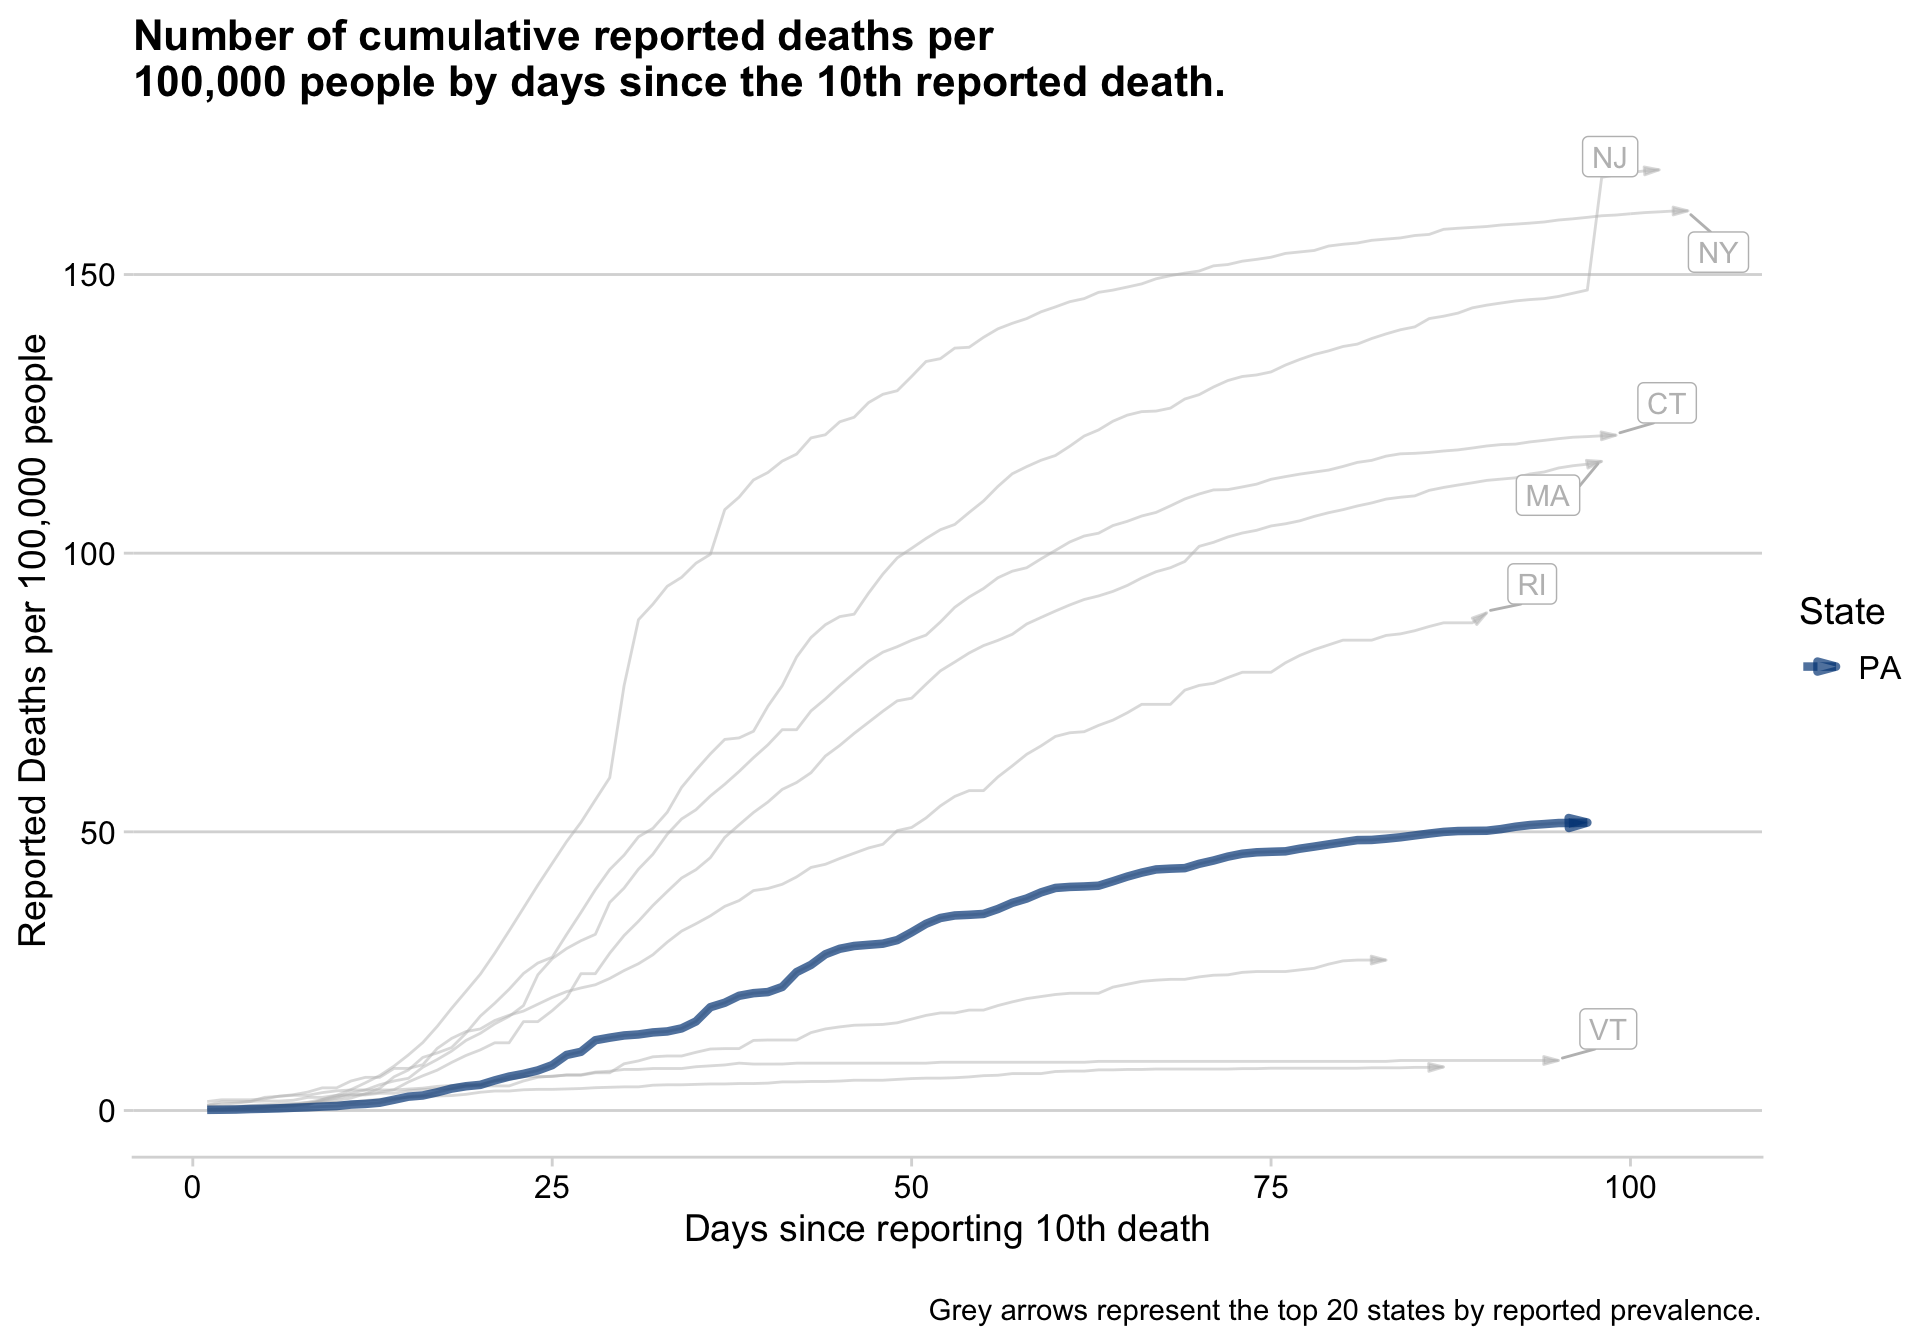 Number of cumulative reported deaths per
100,000 people by days since the 10th reported death.
Reported Deaths per 100,000 people
150
100
50
0
NJ
NY
CT
MA
RI
VT
State
PA
0 25 50 75 100
Days since reporting 10th death
Grey arrows represent the top 20 states by reported prevalence.